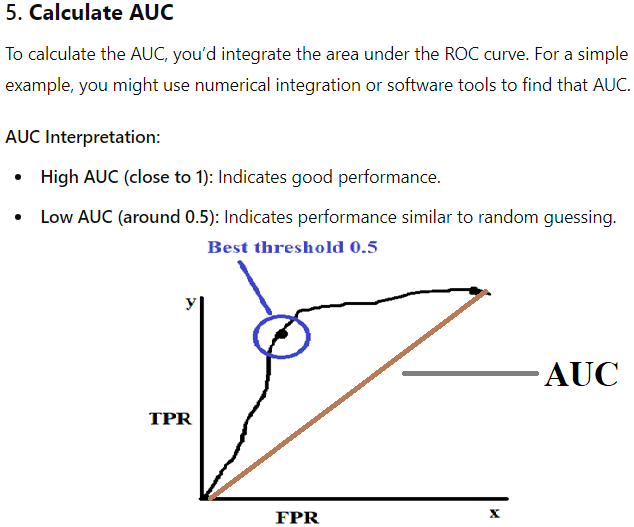 5. Calculate AUC
To calculate the AUC, you'd integrate the area under the ROC curve. For a simple
example, you might use numerical integration or software tools to find that AUC.
AUC Interpretation:
• High AUC (close to 1): Indicates good performance.
• Low AUC (around 0.5): Indicates performance similar to random guessing.
Best threshold 0.5
y
AUC
TPR
FPR
x